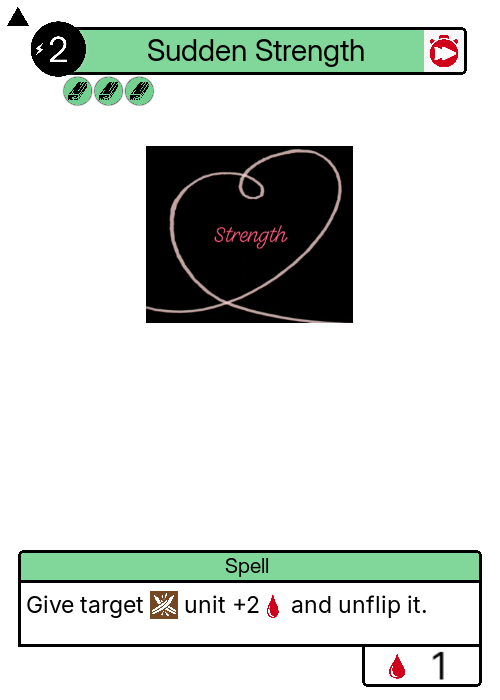 2
Sudden Strength
Strength
Spell
Give target unit +2 and unflip it.
1